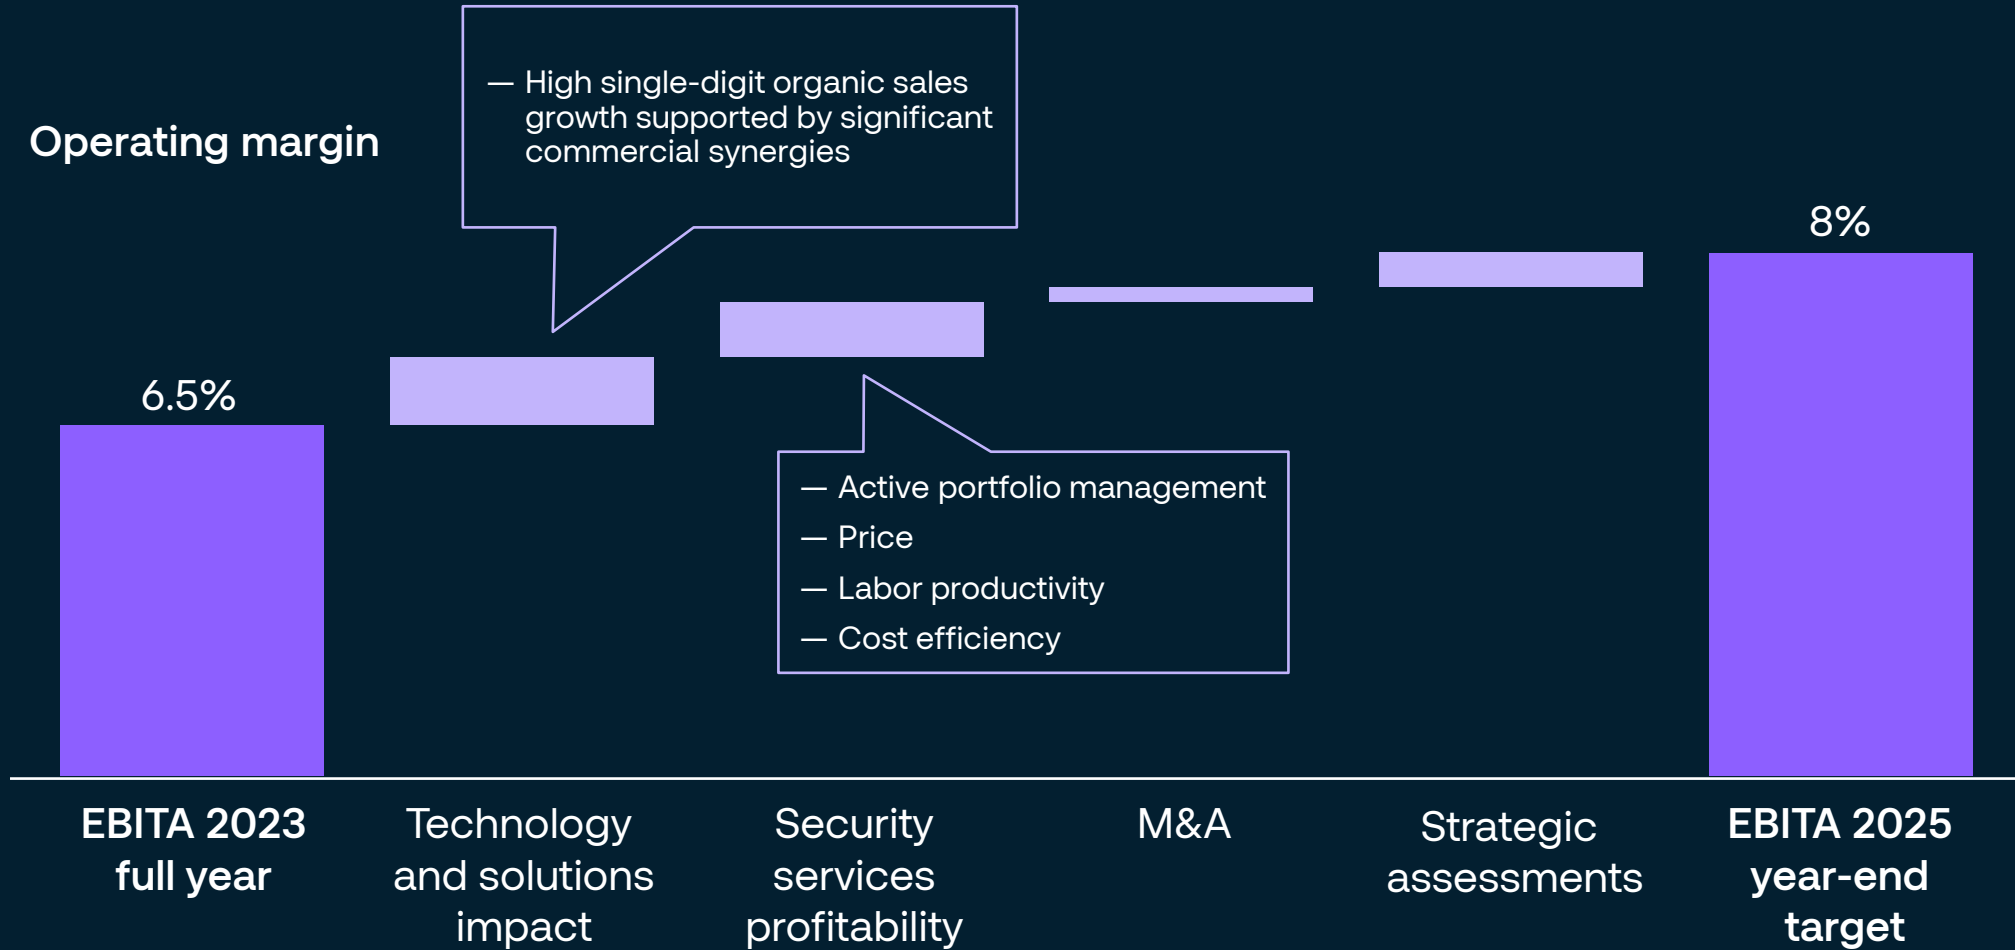 Operating margin
— High single-digit organic sales
growth supported by significant
commercial synergies
6.5%
8%
— Active portfolio management
— Price
— Labor productivity
— Cost efficiency
EBITA 2023
full year
Technology
and solutions
impact
Security
services
profitability
M&A
Strategic
assessments
EBITA 2025
year-end
target